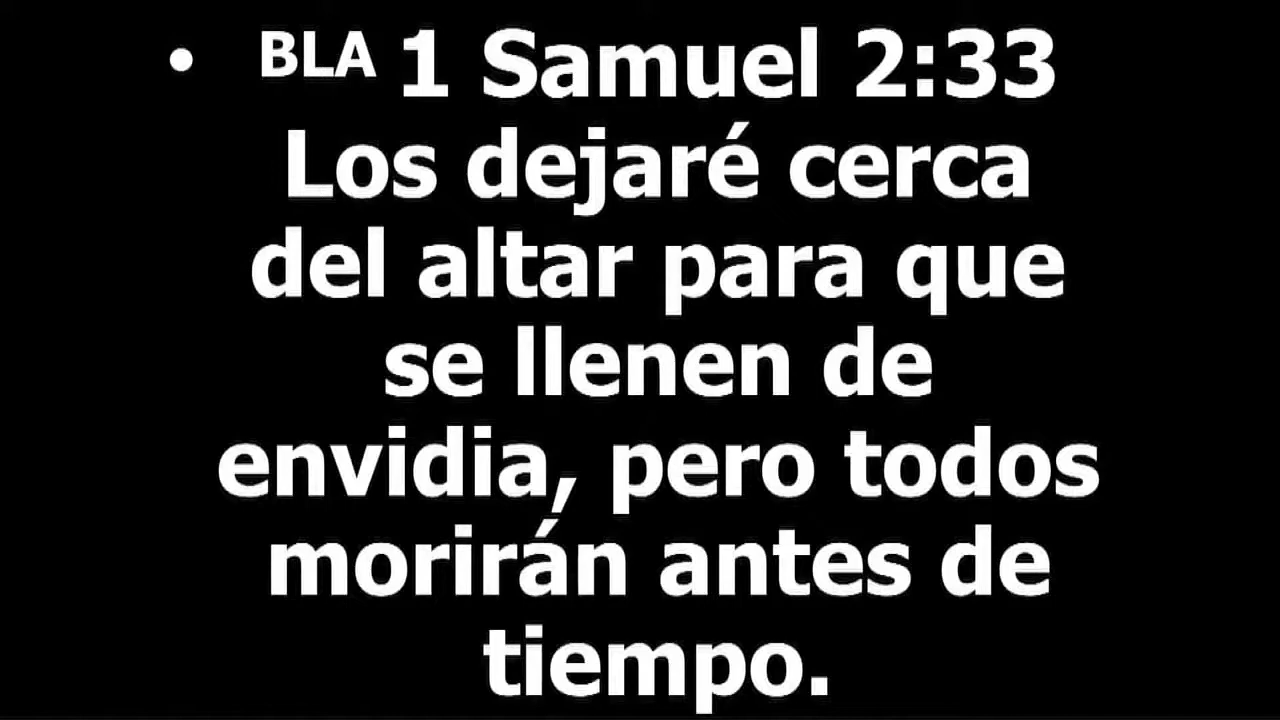 • BLA 1 Samuel 2:33
Los dejaré cerca
del altar para que
se llenen de
envidia, pero todos
morirán antes de
tiempo.